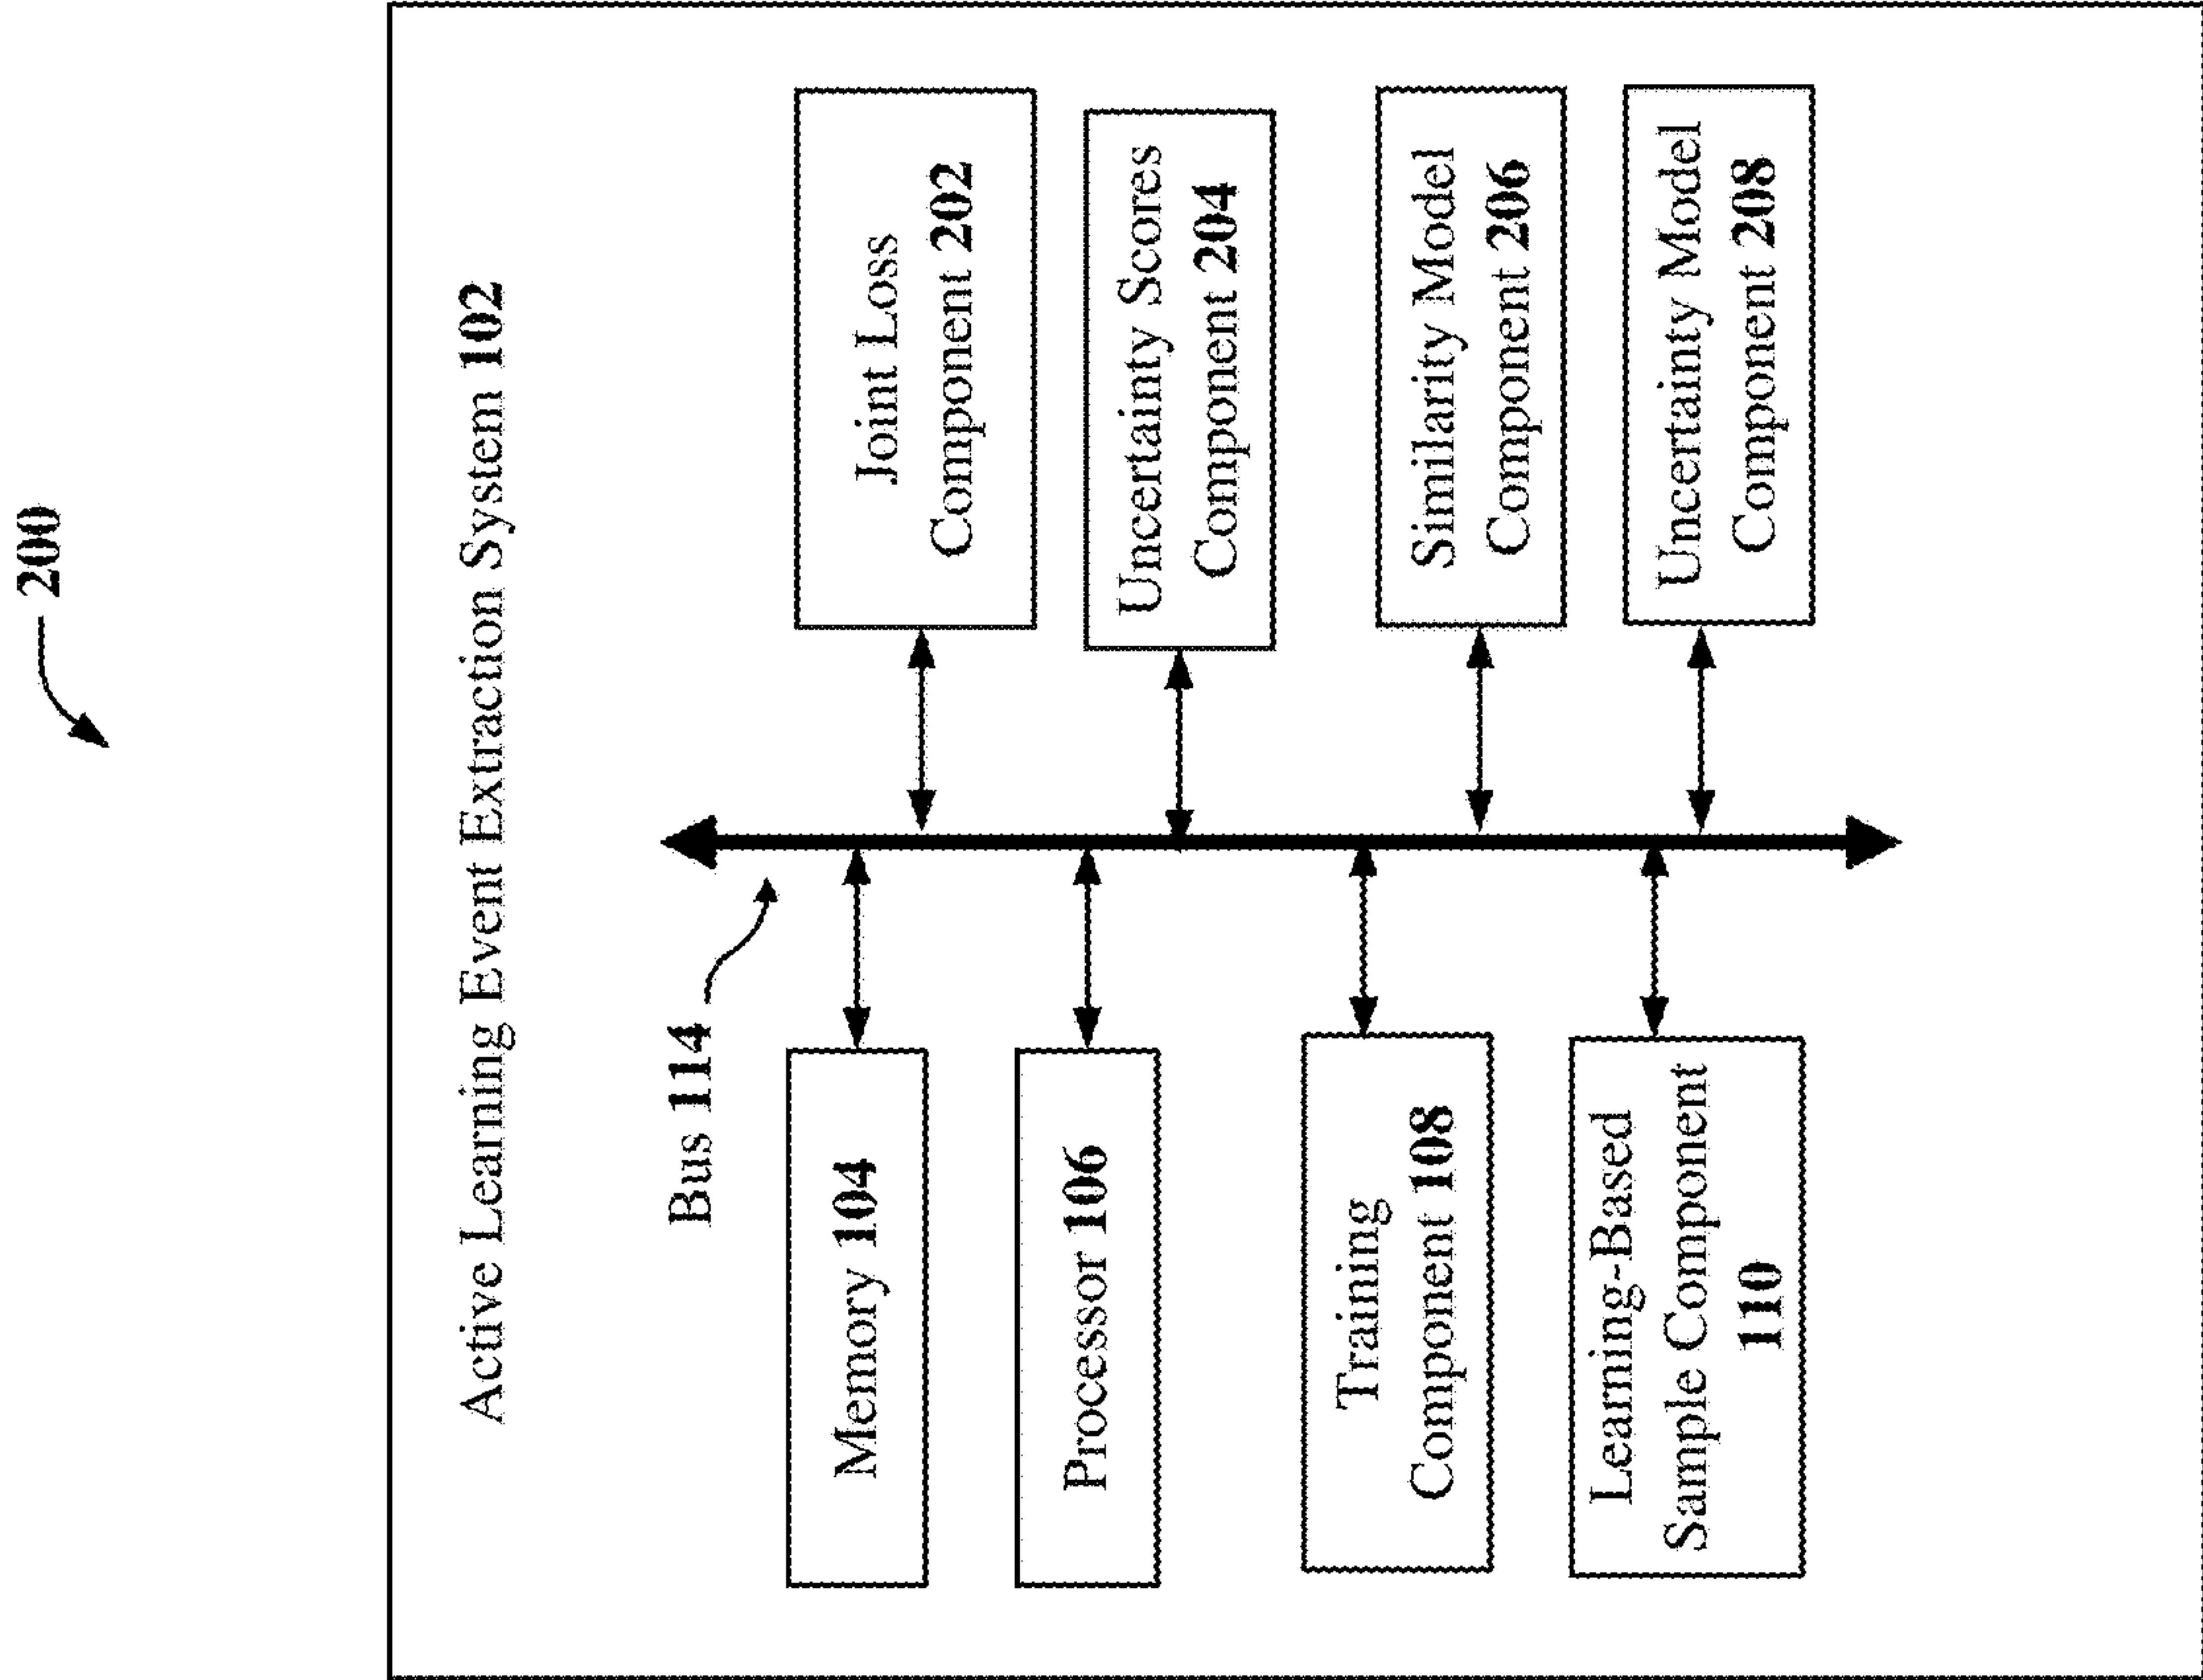 200
Active Learning Event Extraction System 102
Bus 114
Memory 104
Processor 106
Training
Component 108
Learning-Based
Sample Component
110
Joint Loss
Component 202
Uncertainty Scores
Component 204
Similarity Model
Component 206
Uncertainty Model
Component 208